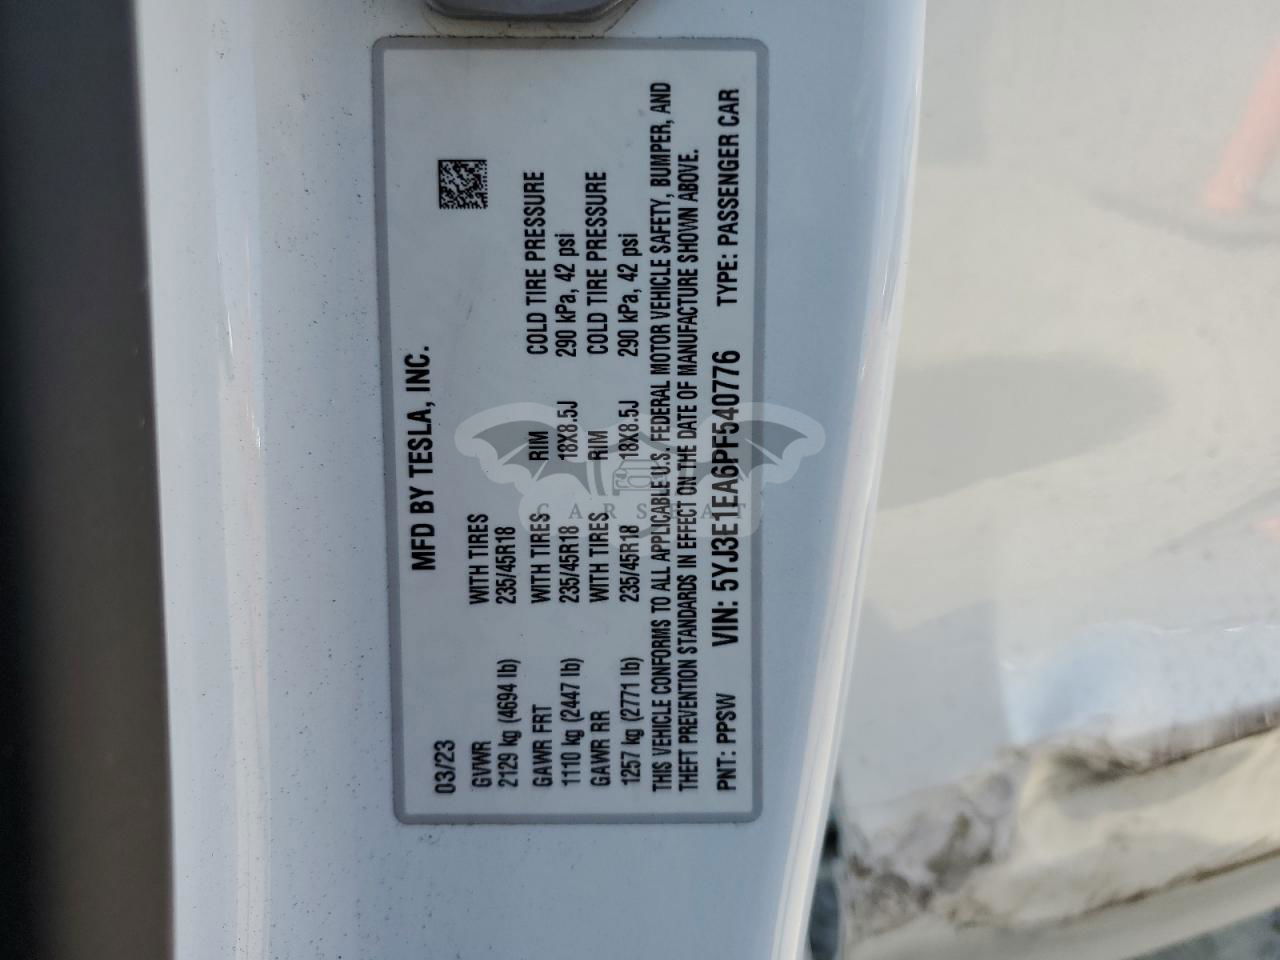 03/23 MFD BY TESLA, INC.
GVWR WITH TIRES
2129 kg (4694 lb) 235/45R18
GAWR FRT WITH TIRES RIM COLD TIRE PRESSURE
1110 kg (2447 lb) 235/45R18 18X8.5J 290 kPa, 42 psi
GAWR RR WITH TIRES RIM COLD TIRE PRESSURE
1257 kg (2771 lb) 235/45R18 18X8.5J 290 kPa, 42 psi
THIS VEHICLE CONFORMS TO ALL APPLICABLE U.S. FEDERAL MOTOR VEHICLE SAFETY, BUMPER, AND
THEFT PREVENTION STANDARDS IN EFFECT ON THE DATE OF MANUFACTURE SHOWN ABOVE.
PNT: PPSW VIN: 5YJ3E1EA6PF540776 TYPE: PASSENGER CAR
CARSBAT